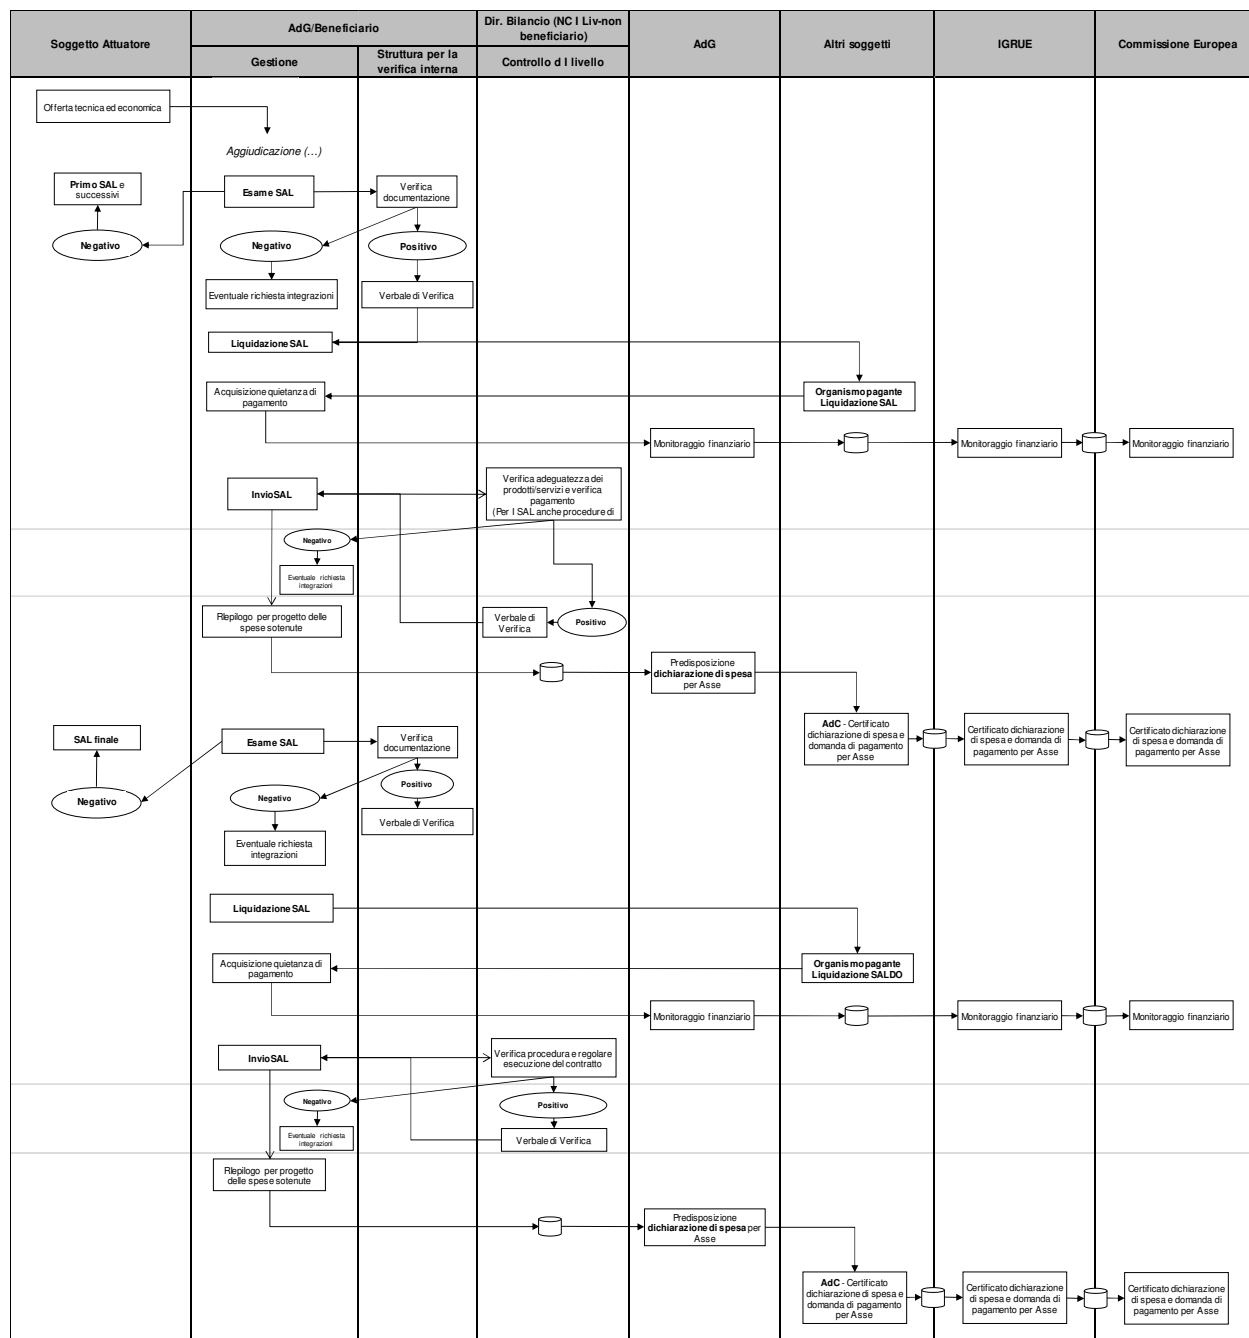 Soggetto Attuatore
AdG/Beneficiario
Dir. Bilancio (NC I Liv-non
beneficiario)
AdG
Altri soggetti
IGRUE
Commissione Europea
Gestione
Struttura per la
verifica interna
Controllo d I livello
Offerta tecnica ed economica
Aggiudicazione (…)
Primo SAL e
successivi
Esame SAL
Verifica
documentazione
Negativo
Negativo
Positivo
Eventuale richiesta integrazioni
Verbale di Verifica
Liquidazione SAL
Acquisizione quietanza di
pagamento
Organismo pagante
Liquidazione SAL
Monitoraggio finanziario
Monitoraggio finanziario
Monitoraggio finanziario
Invio SAL
Verifica adeguatezza dei
prodotti/servizi e verifica
pagamento
(Per I SAL anche procedure di
Negativo
Eventuale richiesta
integrazioni
RIepilogo per progetto delle
spese sotenute
Verbale di
Verifica
Positivo
Predisposizione
dichiarazione di spesa
per Asse
SAL finale
Esame SAL
Verifica
documentazione
AdC - Certificato
dichiarazione di spesa e
domanda di pagamento
per Asse
Certificato dichiarazione
di spesa e domanda di
pagamento per Asse
Certificato dichiarazione
di spesa e domanda di
pagamento per Asse
Negativo
Negativo
Positivo
Verbale di Verifica
Eventuale richiesta
integrazioni
Liquidazione SAL
Acquisizione quietanza di
pagamento
Organismo pagante
Liquidazione SALDO
Monitoraggio finanziario
Monitoraggio finanziario
Monitoraggio finanziario
Invio SAL
Verifica procedura e regolare
esecuzione del contratto
Negativo
Positivo
Eventuale richiesta
integrazioni
Verbale di Verifica
RIepilogo per progetto
delle spese sotenute
Predisposizione
dichiarazione di spesa per
Asse
AdC - Certificato
dichiarazione di spesa e
domanda di pagamento
per Asse
Certificato dichiarazione
di spesa e domanda di
pagamento per Asse
Certificato dichiarazione
di spesa e domanda di
pagamento per Asse